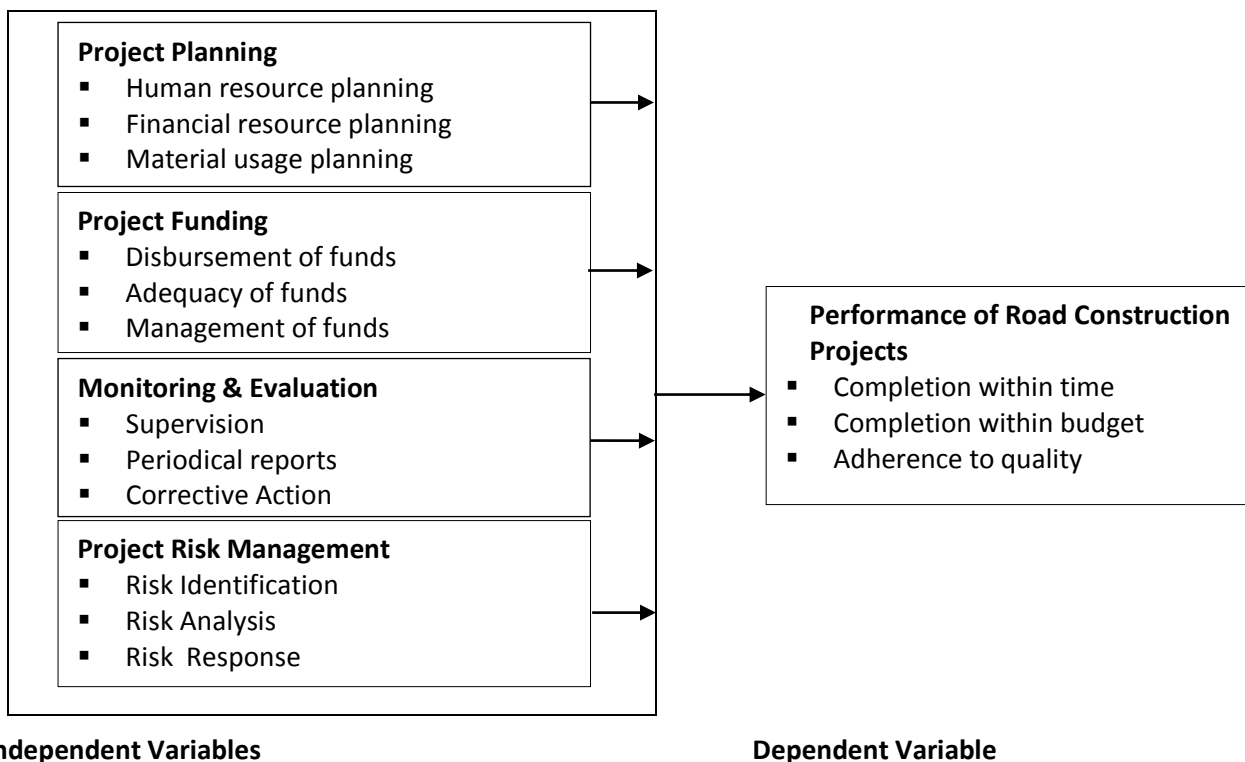 Project Planning
▪ Human resource planning
▪ Financial resource planning
▪ Material usage planning
Project Funding
▪ Disbursement of funds
▪ Adequacy of funds
▪ Management of funds
Monitoring & Evaluation
▪ Supervision
▪ Periodical reports
▪ Corrective Action
Project Risk Management
▪ Risk Identification
▪ Risk Analysis
▪ Risk Response
Performance of Road Construction
Projects
▪ Completion within time
▪ Completion within budget
▪ Adherence to quality
ndependent Variables
Dependent Variable